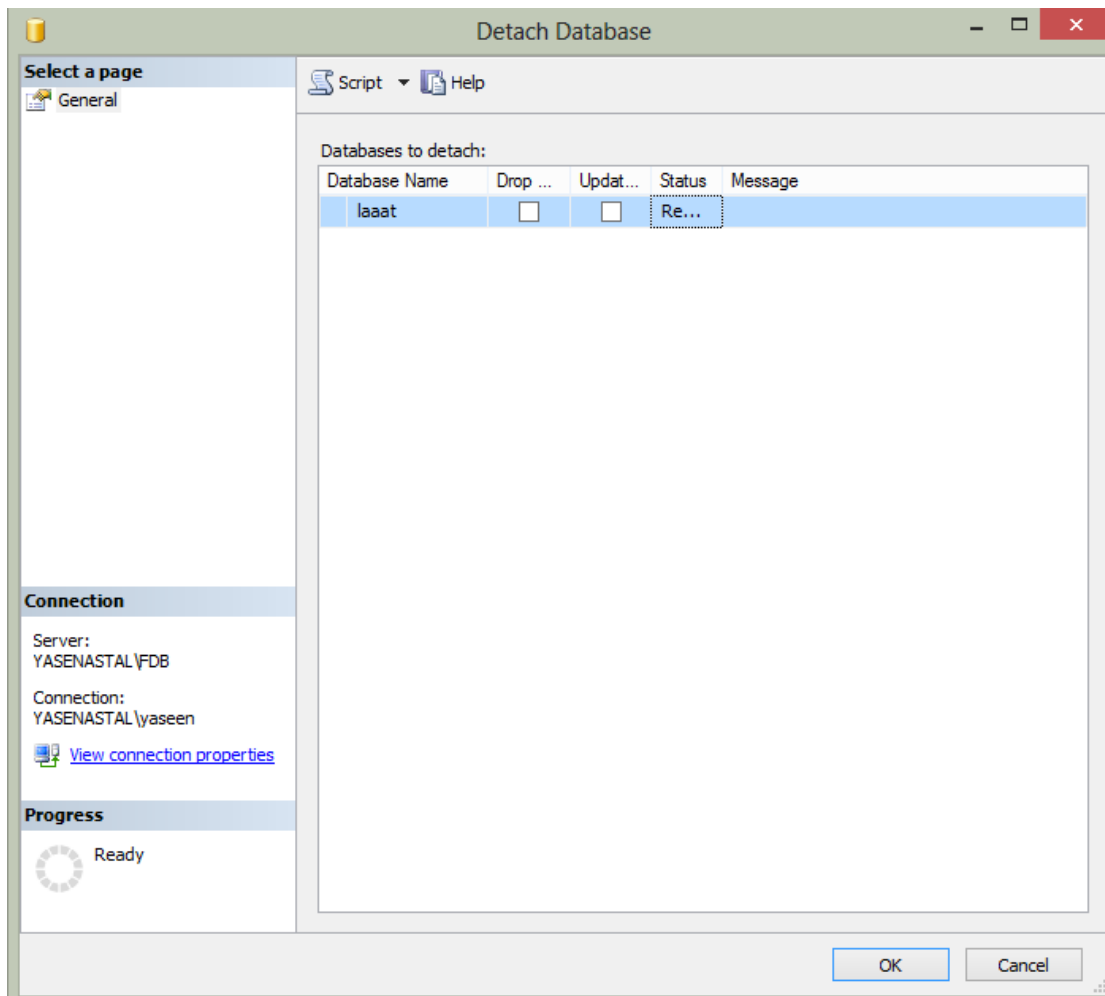 Detach Database
Select a page
General
Script Help
Databases to detach:
Database Name Drop ... Updat... Status Message
laaat Re...
Connection
Server:
YASENASTAL\FDB
Connection:
YASENASTAL\yaseen
View connection properties
Progress
Ready
OK Cancel